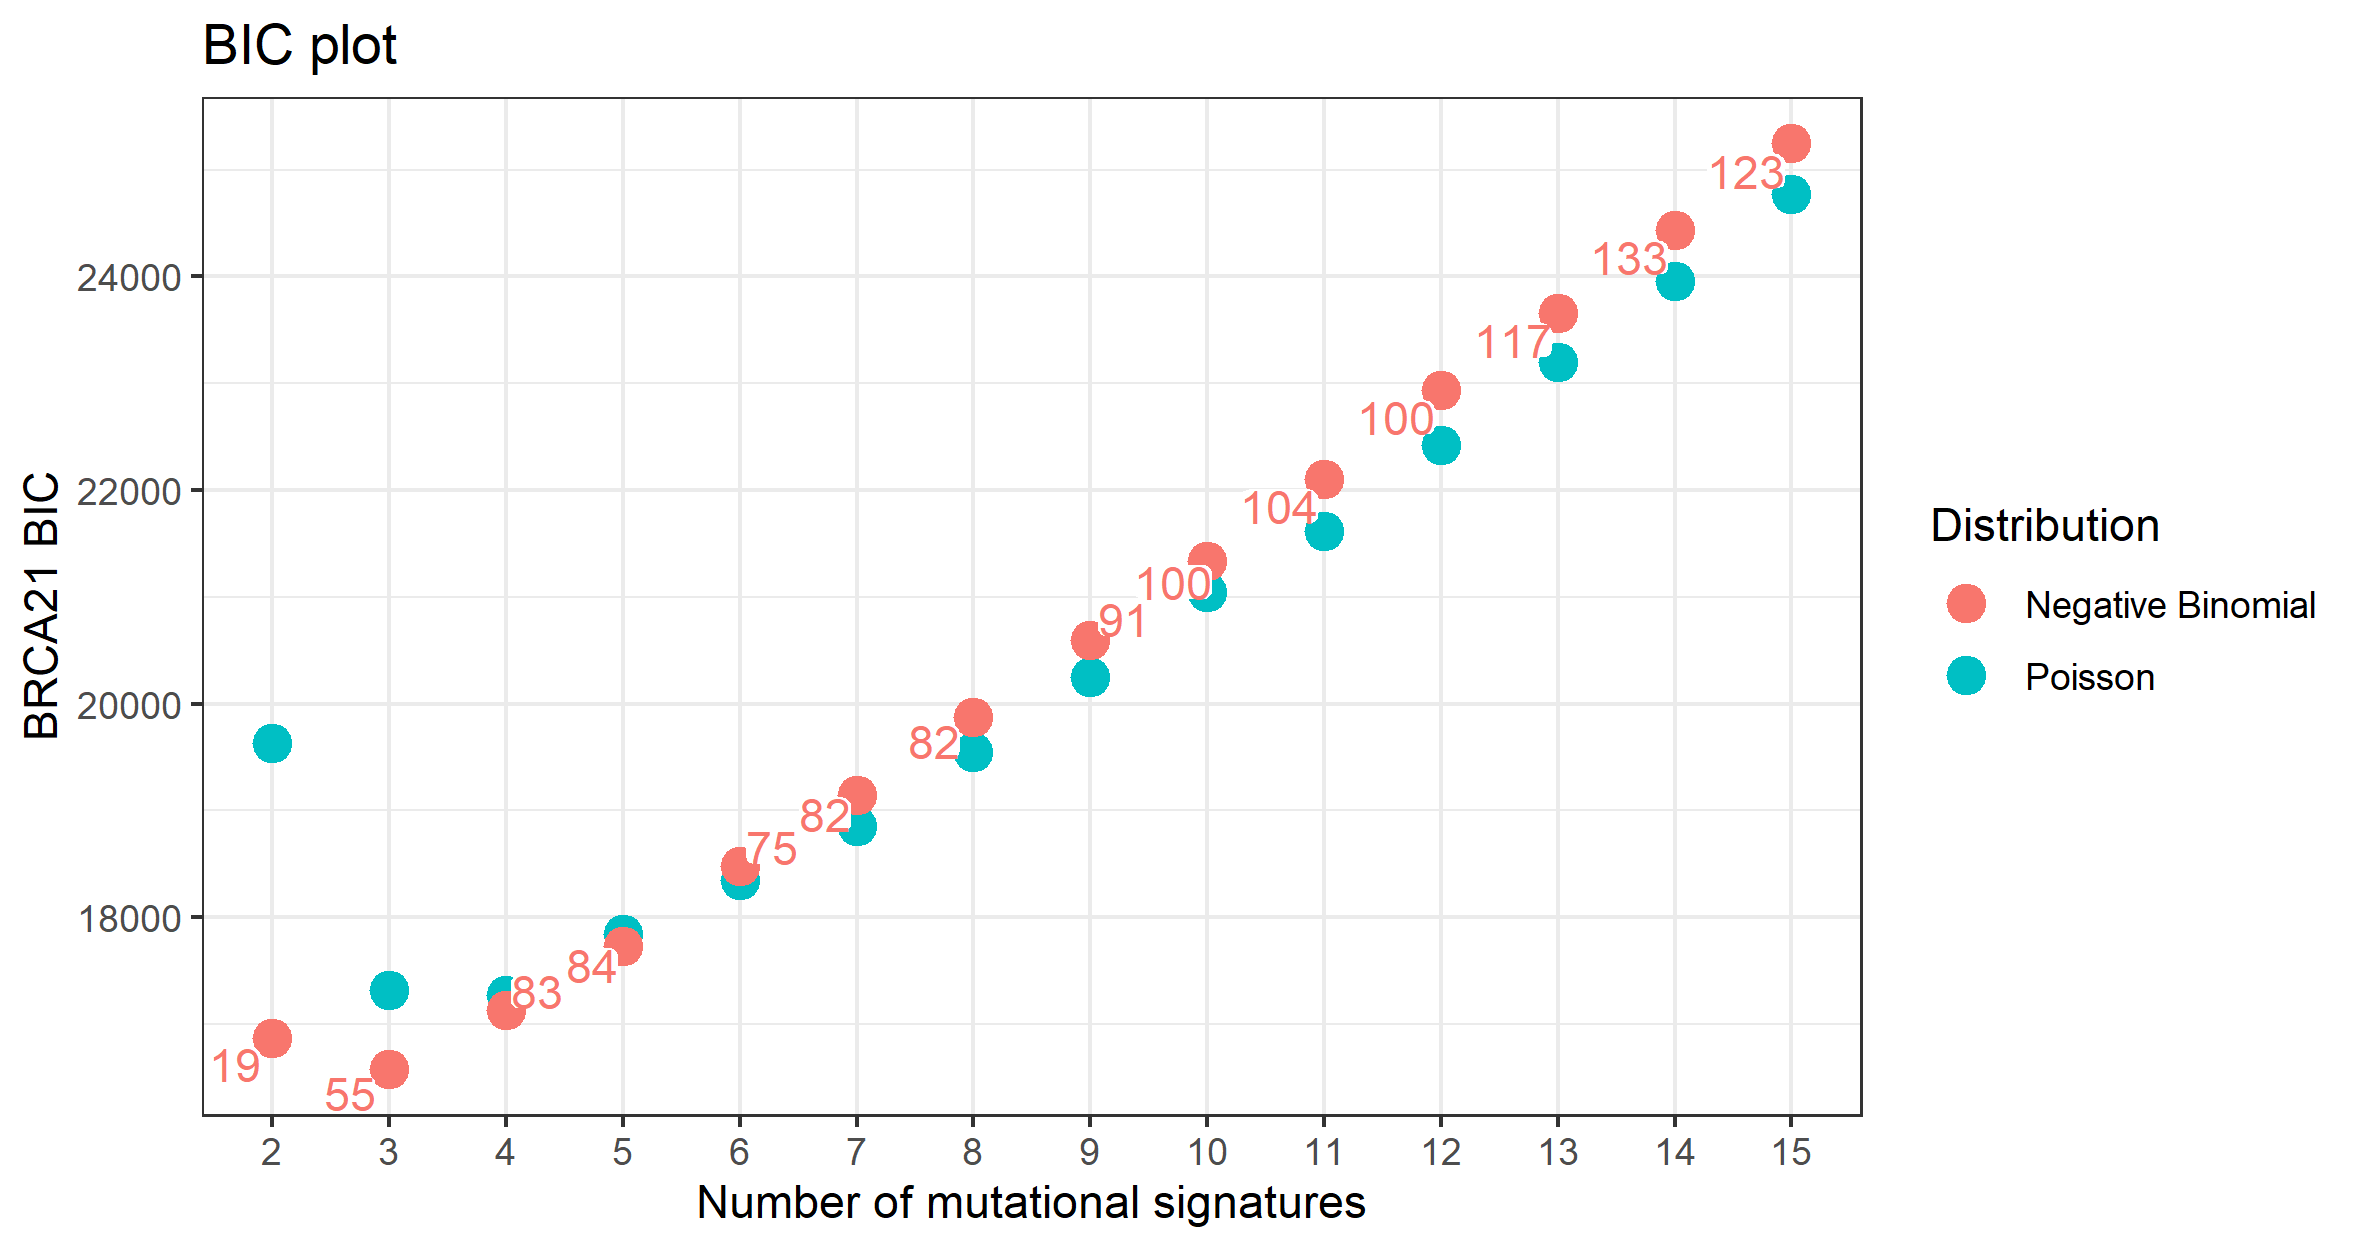 BIC plot
BRCA21 BIC
24000
22000
20000
18000
19
55
83
84
75
82
82
91
100
104
100
117
133
123
2 3 4 5 6 7 8 9 10 11 12 13 14 15
Number of mutational signatures
Distribution
Negative Binomial
Poisson